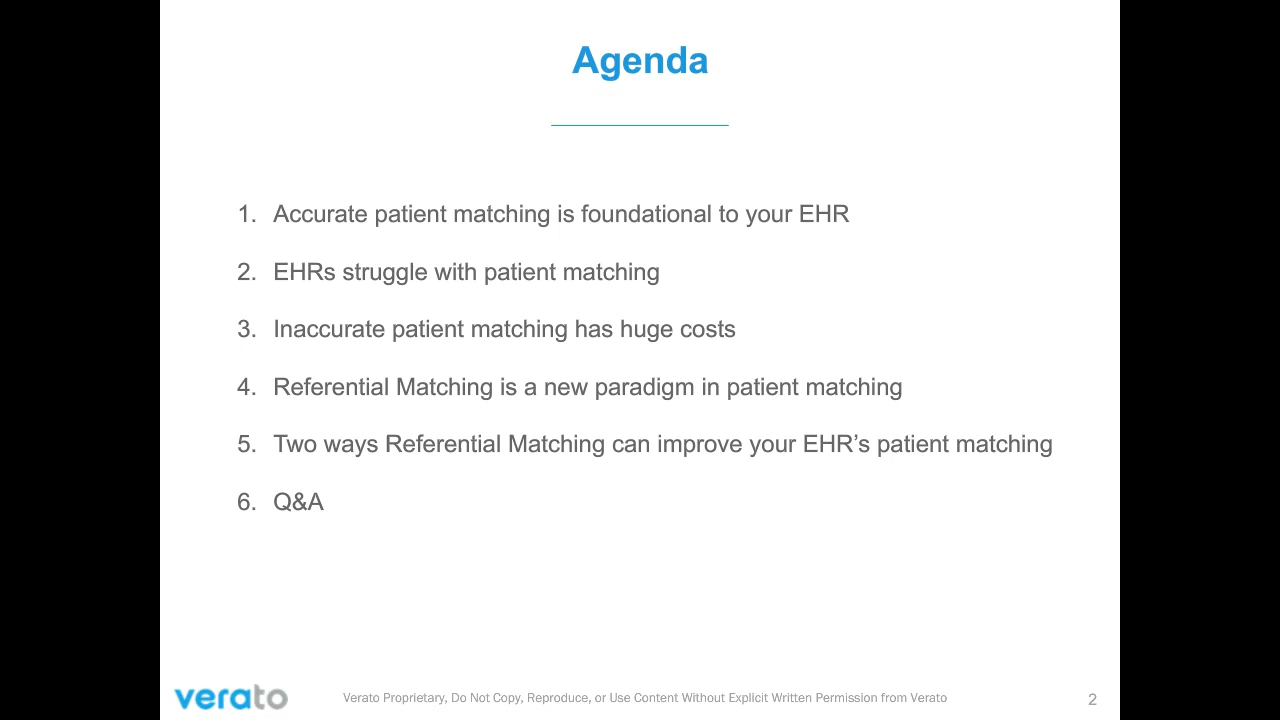 Agenda
1. Accurate patient matching is foundational to your EHR
2. EHRs struggle with patient matching
3. Inaccurate patient matching has huge costs
4. Referential Matching is a new paradigm in patient matching
5. Two ways Referential Matching can improve your EHR’s patient matching
6. Q&A
verato Verato Proprietary, Do Not Copy, Reproduce, or Use Content Without Explicit Written Permission from Verato 2